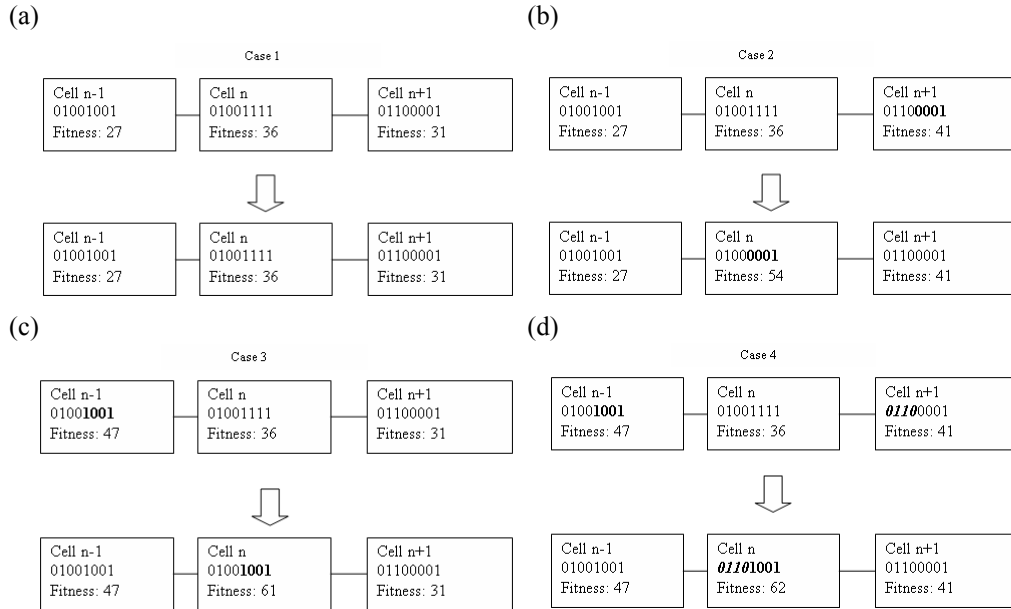 (a)
Case 1
Cell n-1
01001001
Fitness: 27
Cell n
01001111
Fitness: 36
Cell n+1
01100001
Fitness: 31
Cell n-1
01001001
Fitness: 27
Cell n
01001111
Fitness: 36
Cell n+1
01100001
Fitness: 31
(b)
Case 2
Cell n-1
01001001
Fitness: 27
Cell n
01001111
Fitness: 36
Cell n+1
01100001
Fitness: 41
Cell n-1
01001001
Fitness: 27
Cell n
01000001
Fitness: 54
Cell n+1
01100001
Fitness: 41
(c)
Case 3
Cell n-1
01001001
Fitness: 47
Cell n
01001111
Fitness: 36
Cell n+1
01100001
Fitness: 31
Cell n-1
01001001
Fitness: 47
Cell n
01001001
Fitness: 61
Cell n+1
01100001
Fitness: 31
(d)
Case 4
Cell n-1
01001001
Fitness: 47
Cell n
01001111
Fitness: 36
Cell n+1
01100001
Fitness: 41
Cell n-1
01001001
Fitness: 47
Cell n
01101001
Fitness: 62
Cell n+1
01100001
Fitness: 41